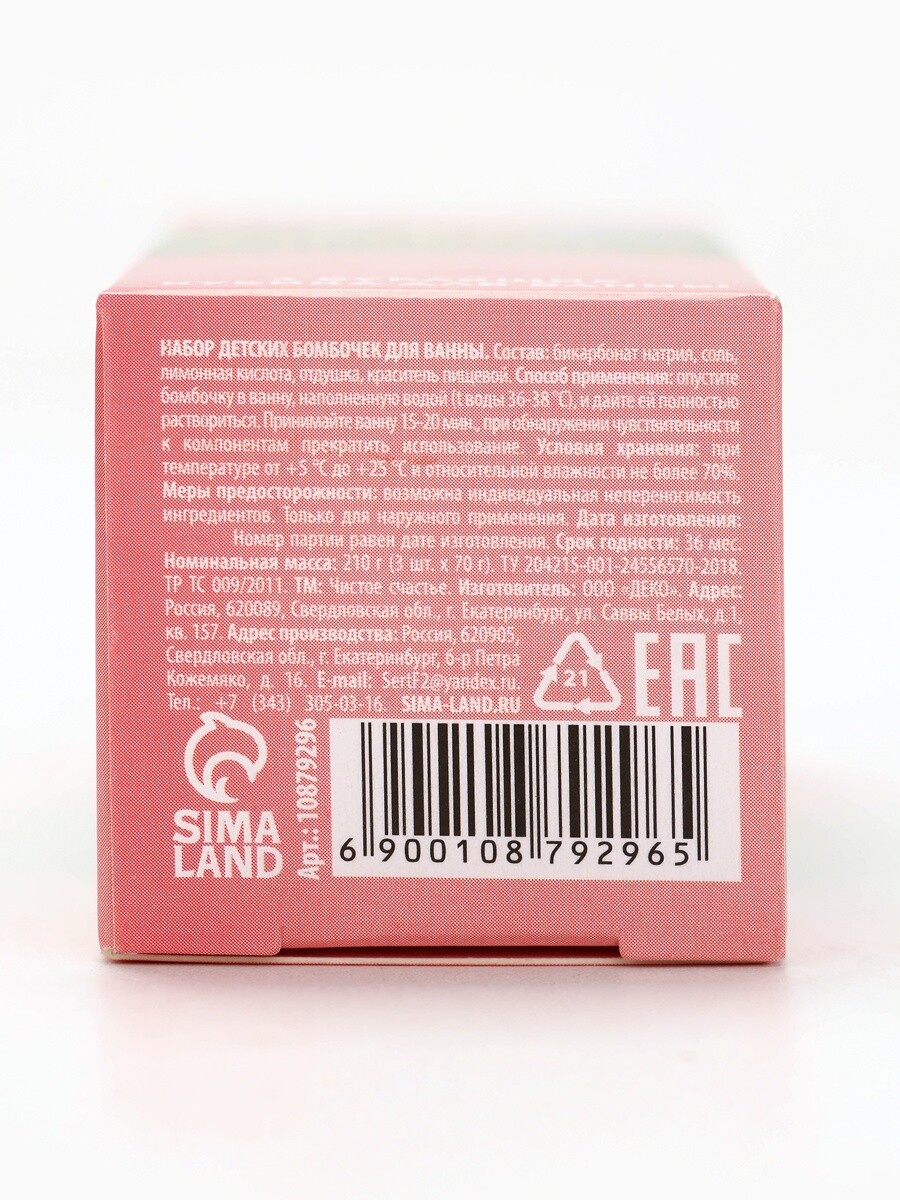 НАБОР ДЕТСКИХ БОМБОЧЕК ДЛЯ ВАННЫ. Состав: бикарбонат натрия, соль,
лимонная кислота, отдушка, краситель пищевой. Способ применения: опустите
бомбочку в ванну, наполненную водой (t воды 36-38 °С), и дайте ей полностью
раствориться. Принимайте ванну 15-20 мин., при обнаружении чувствительности
к компонентам прекратить использование. Условия хранения: при
температуре от +5 °С до +25 °С и относительной влажности не более 70%.
Меры предосторожности: возможна индивидуальная непереносимость
ингредиентов. Только для наружного применения. Дата изготовления:
Номер партии равен дате изготовления. Срок годности: 36 мес.
Номинальная масса: 210 г (3 шт. х 70 г). ТУ 204215-001-24556570-2018.
ТР ТС 009/2011. ТМ: Чистое счастье. Изготовитель: ООО «ДЕКО». Адрес:
Россия, 620089, Свердловская обл., г. Екатеринбург, ул. Саввы Белых, д.1,
кв. 157. Адрес производства: Россия, 620905,
Свердловская обл., г. Екатеринбург, б-р Петра
Кожемяко, д. 16. E-mail: SertF2@yandex.ru.
Тел.: +7 (343) 305-03-16. SIMA-LAND.RU
21
EAC
SIMA
LAND
Арт.: 10879296
6 900108 792965